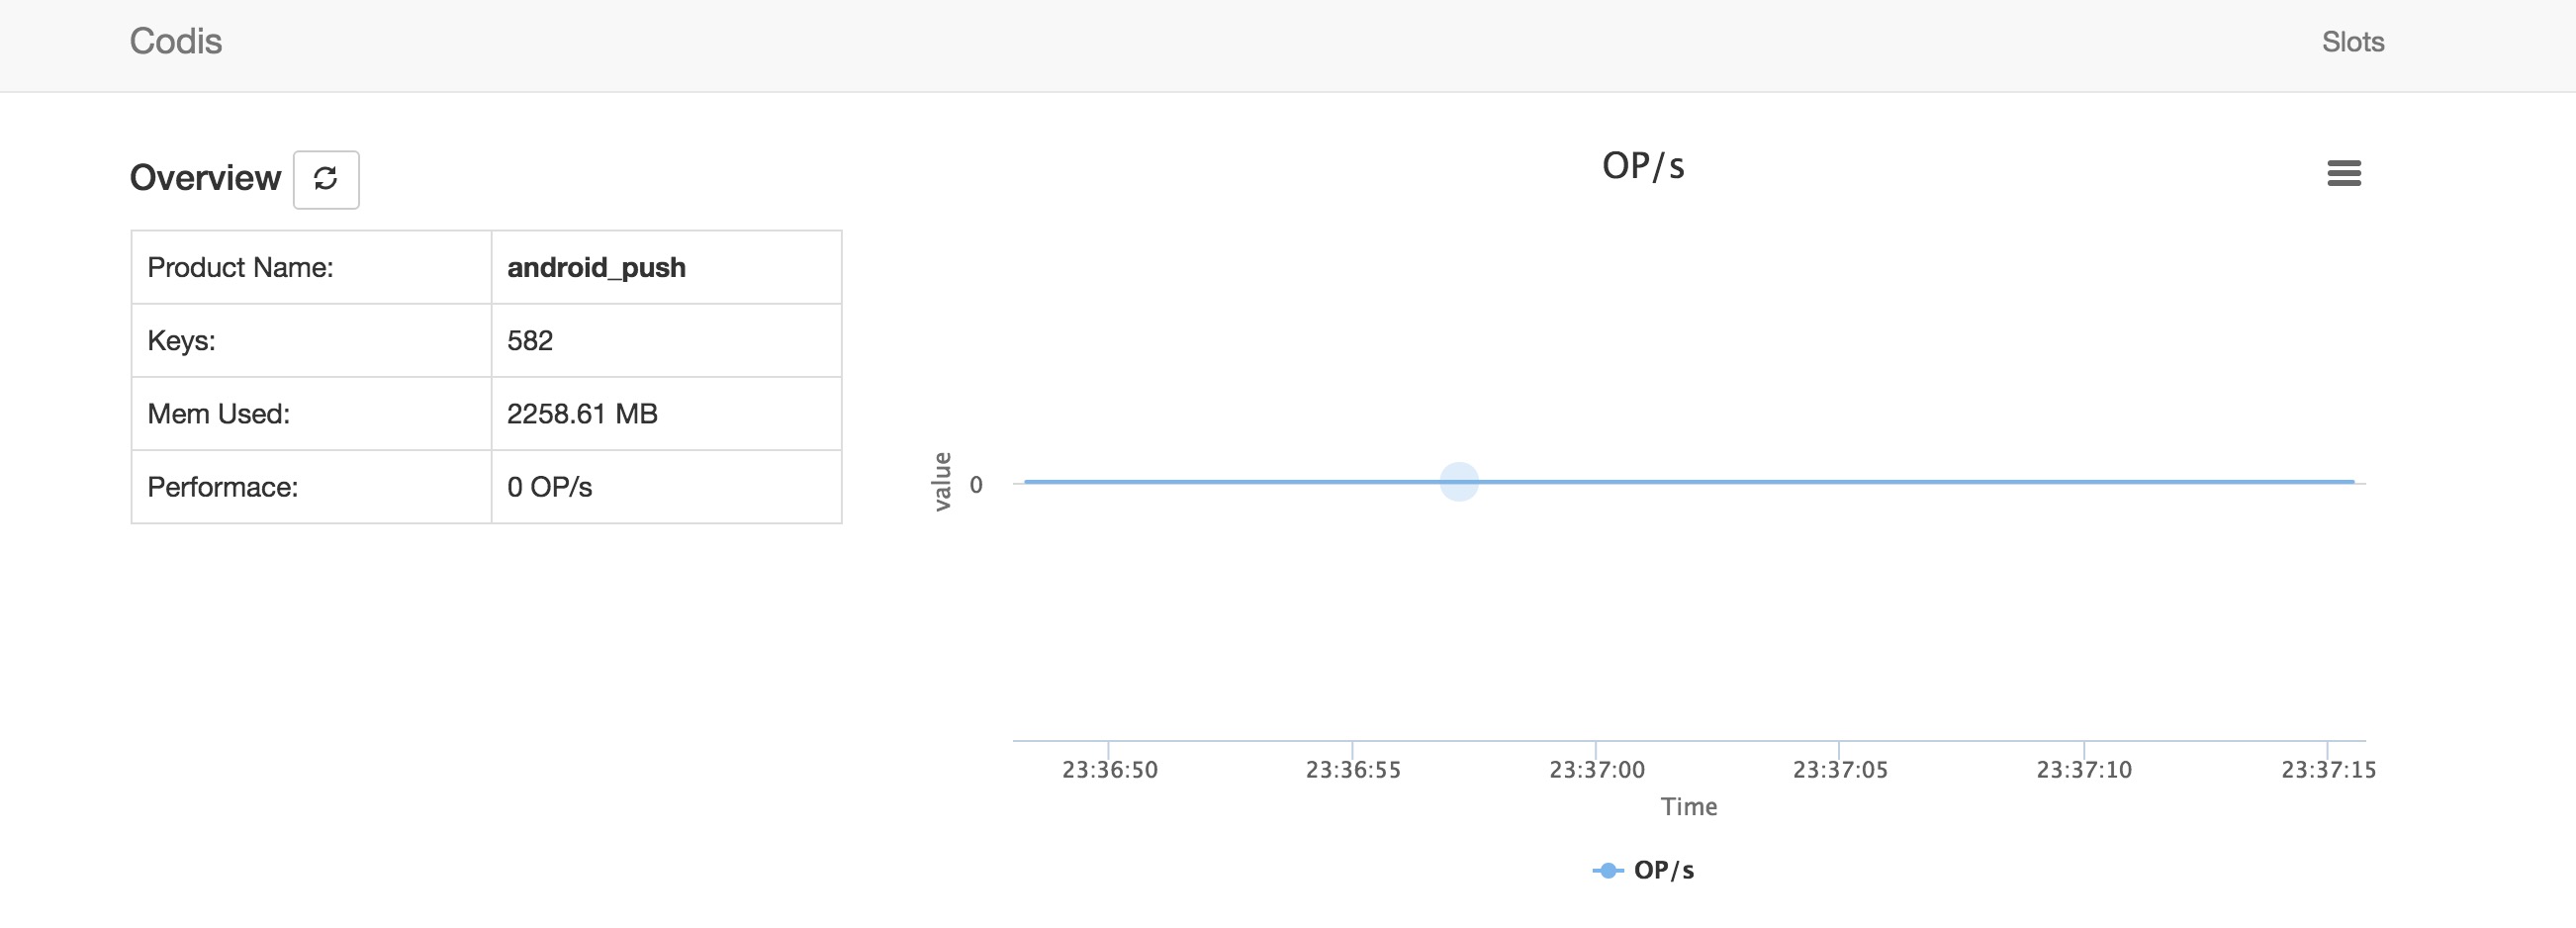 Codis
Slots
Overview
Product Name: android_push
Keys: 582
Mem Used: 2258.61 MB
Performace: 0 OP/s
OP/s
value
0
23:36:50 23:36:55 23:37:00 23:37:05 23:37:10 23:37:15
Time
OP/s